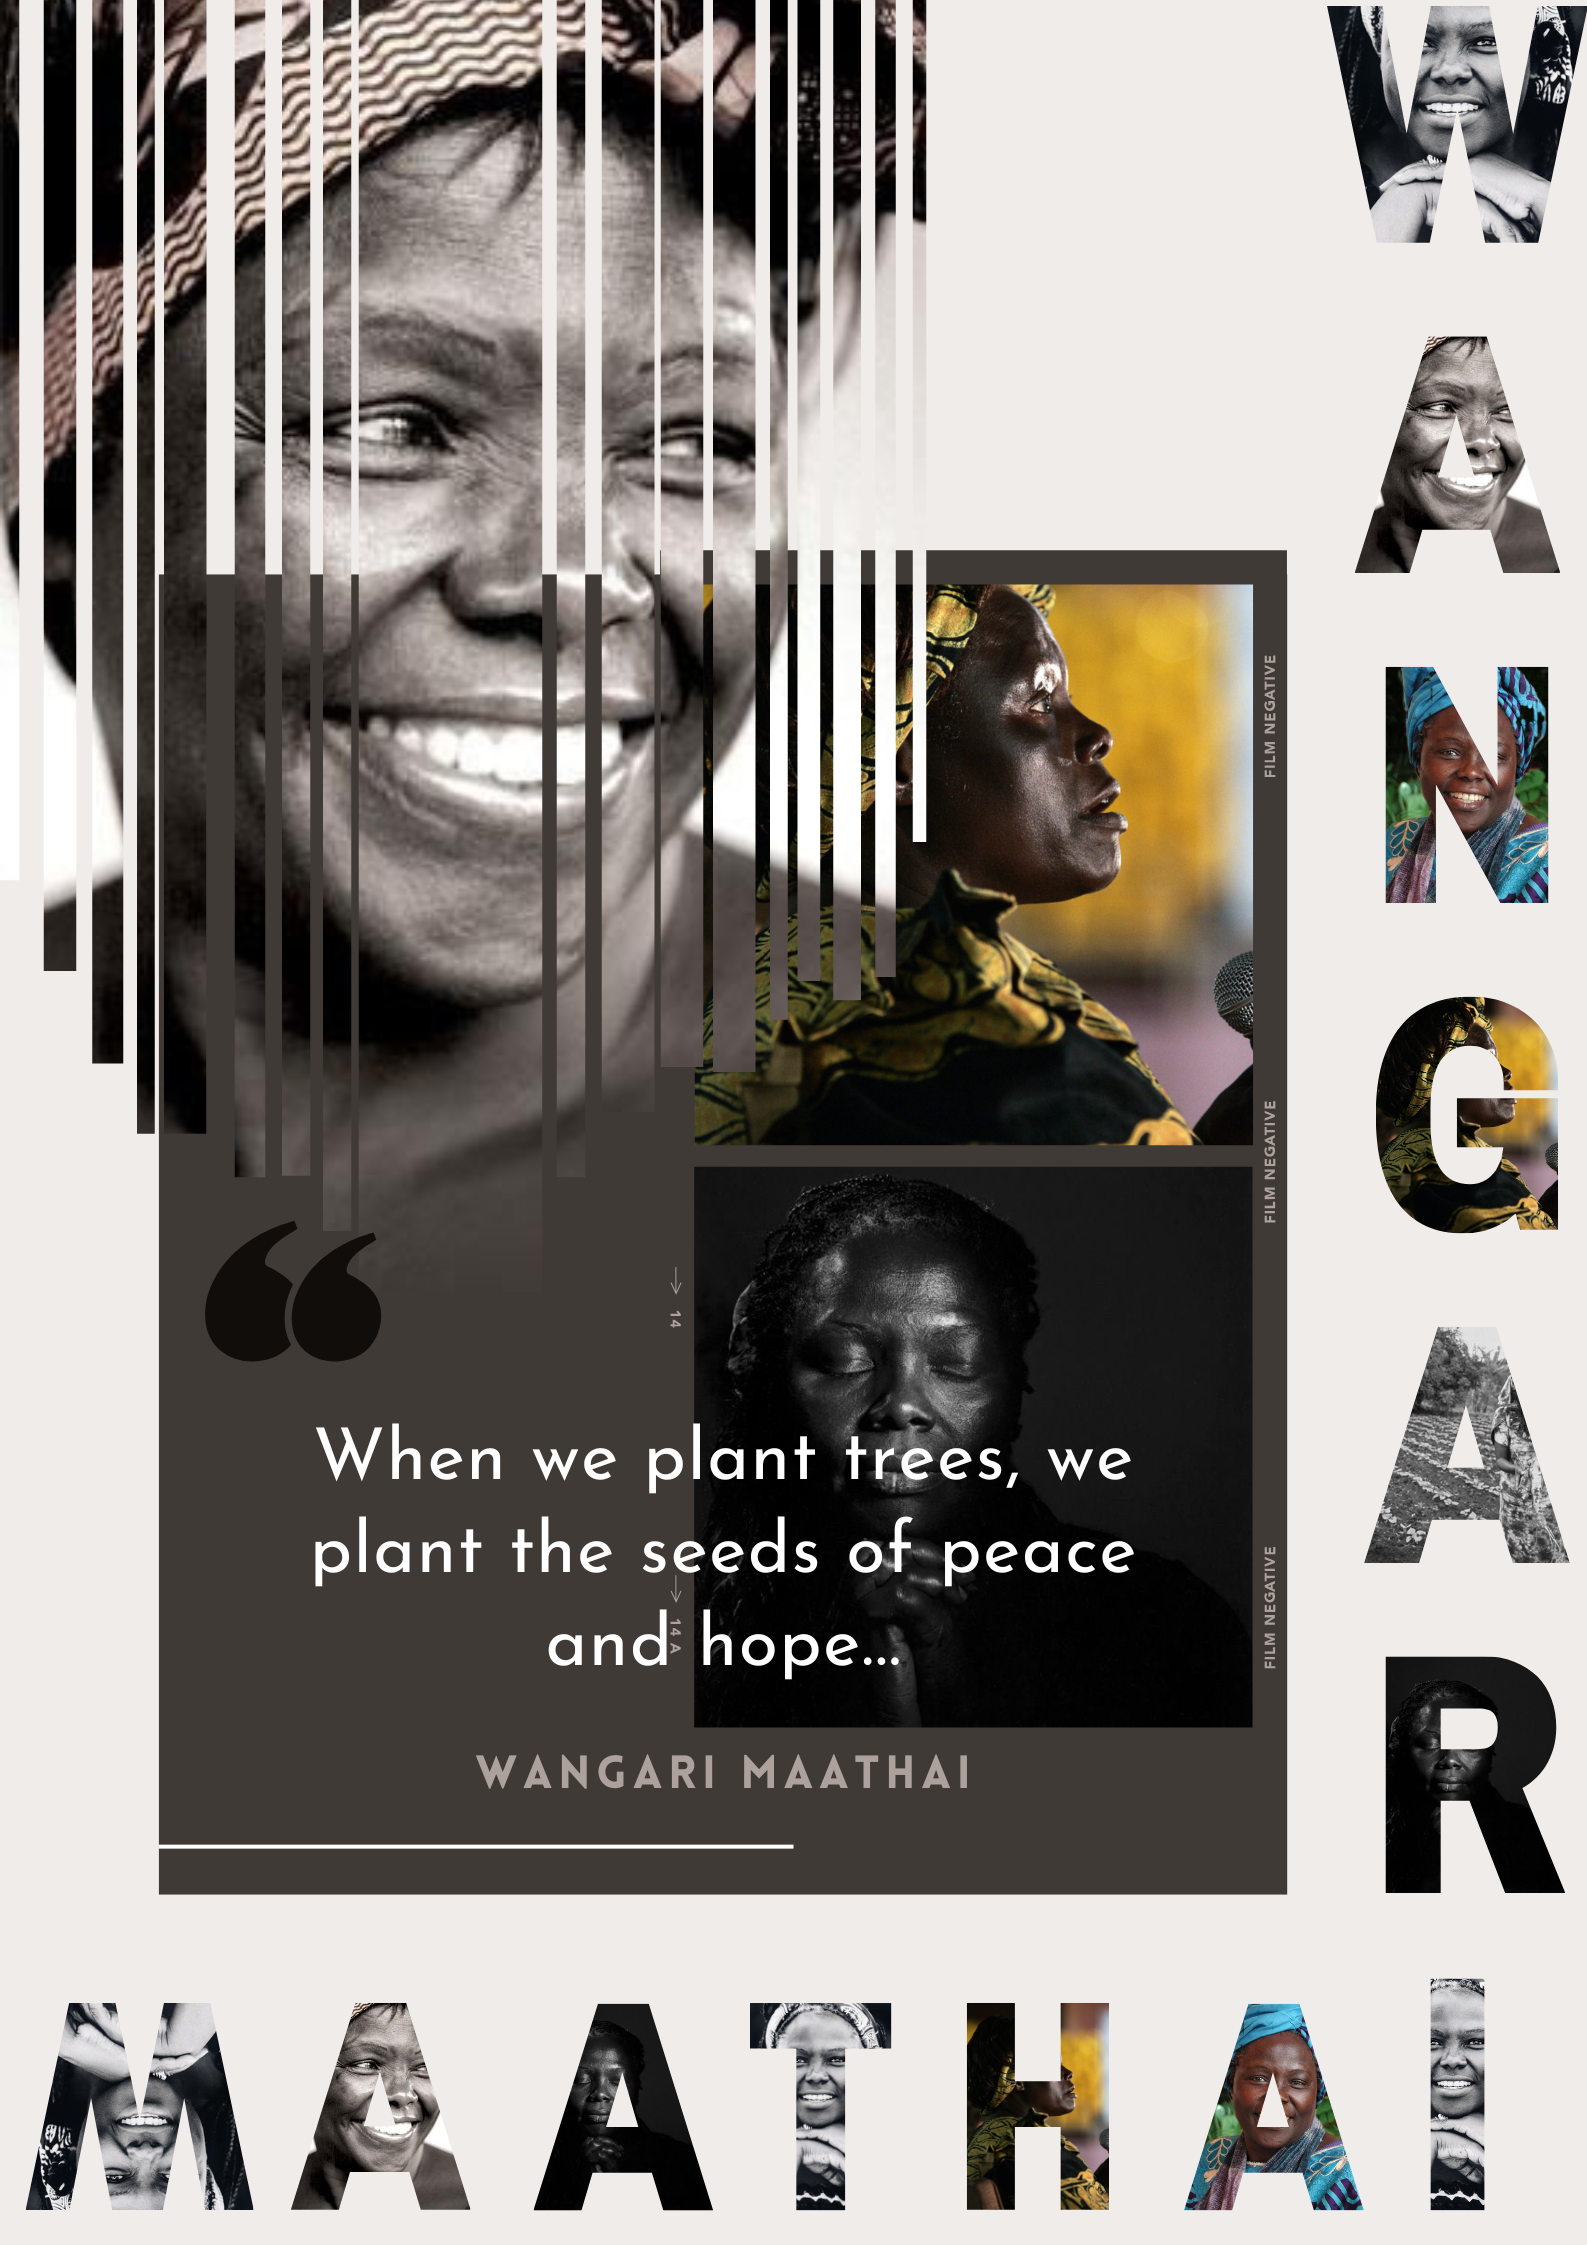 WANGARI
FILM NEGATIVE
FILM NEGATIVE
→ 14
“
When we plant trees, we
plant the seeds of peace
and hope...
→ 14 A
FILM NEGATIVE
WANGARI MAATHAI
MAATHAI